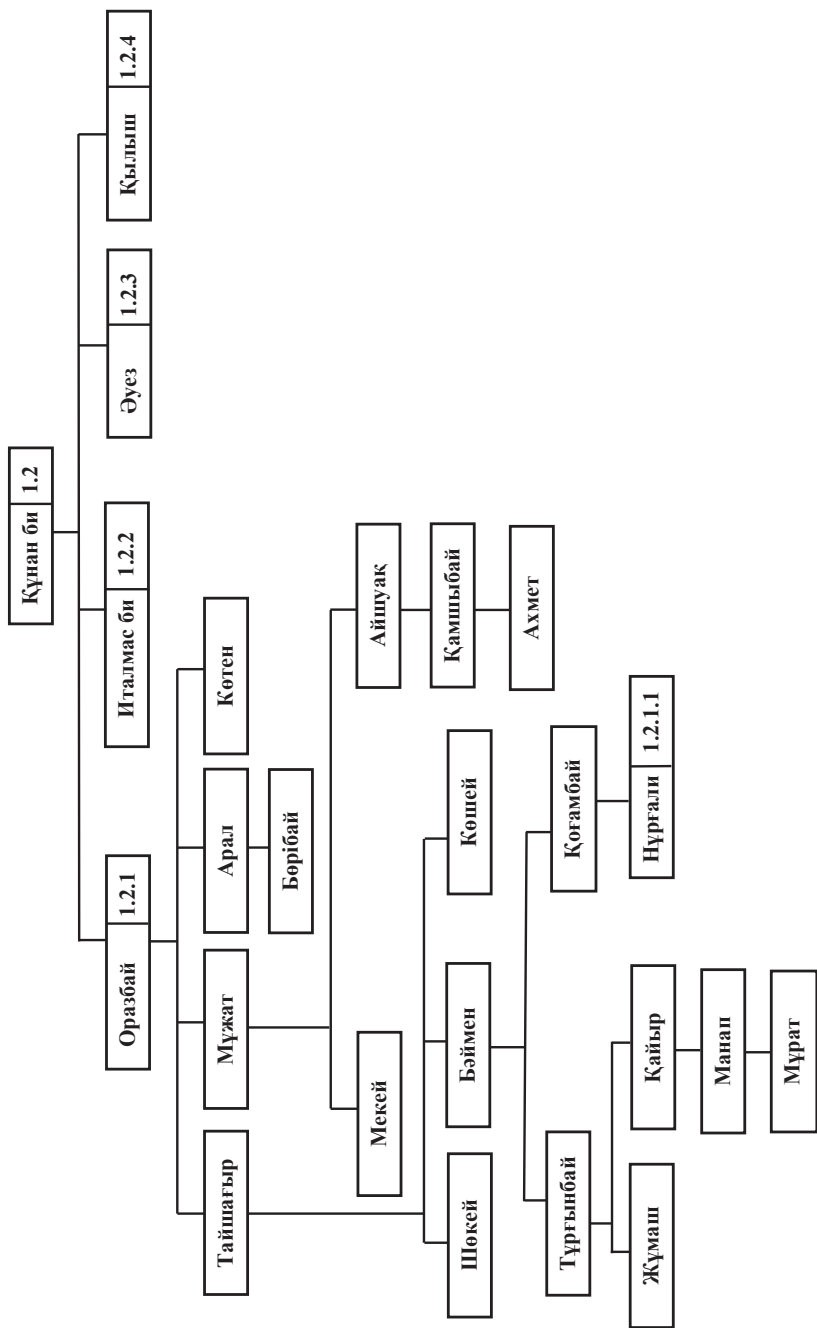 Құнан би 1.2
Оразбай 1.2.1
Италмас би 1.2.2
Әуез 1.2.3
Қылыш 1.2.4
Тайшағыр
Мұжат
Арал
Көтен
Бөрібай
Мекей
Айшуақ
Қамшыбай
Ахмет
Шөкей
Бәймен
Көшей
Тұрғынбай
Қоғамбай
Нұрғали 1.2.1.1
Жұмаш
Қайыр
Манап
Мұрат